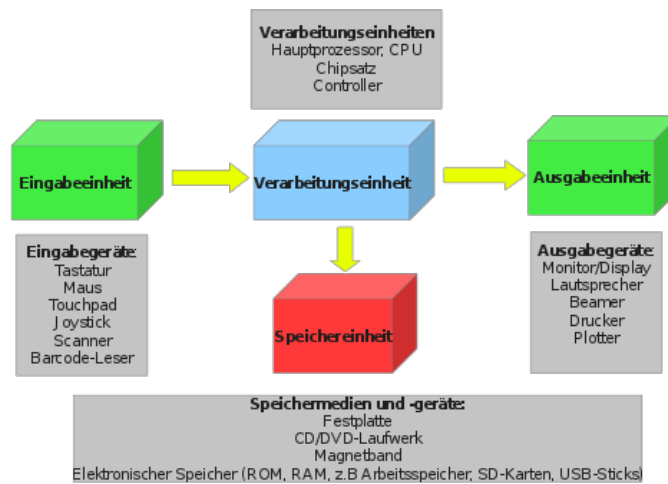 Verarbeitungseinheiten
Hauptprozessor, CPU
Chipsatz
Controller
Eingabeeinheit
Verarbeitungseinheit
Ausgabeeinheit
Eingabegeräte:
Tastatur
Maus
Touchpad
Joystick
Scanner
Barcode-Leser
Speichereinheit
Ausgabegeräte:
Monitor/Display
Lautsprecher
Beamer
Drucker
Plotter
Speichermedien und -geräte:
Festplatte
CD/DVD-Laufwerk
Magnetband
Elektronischer Speicher (ROM, RAM, z.B Arbeitsspeicher, SD-Karten, USB-Sticks)